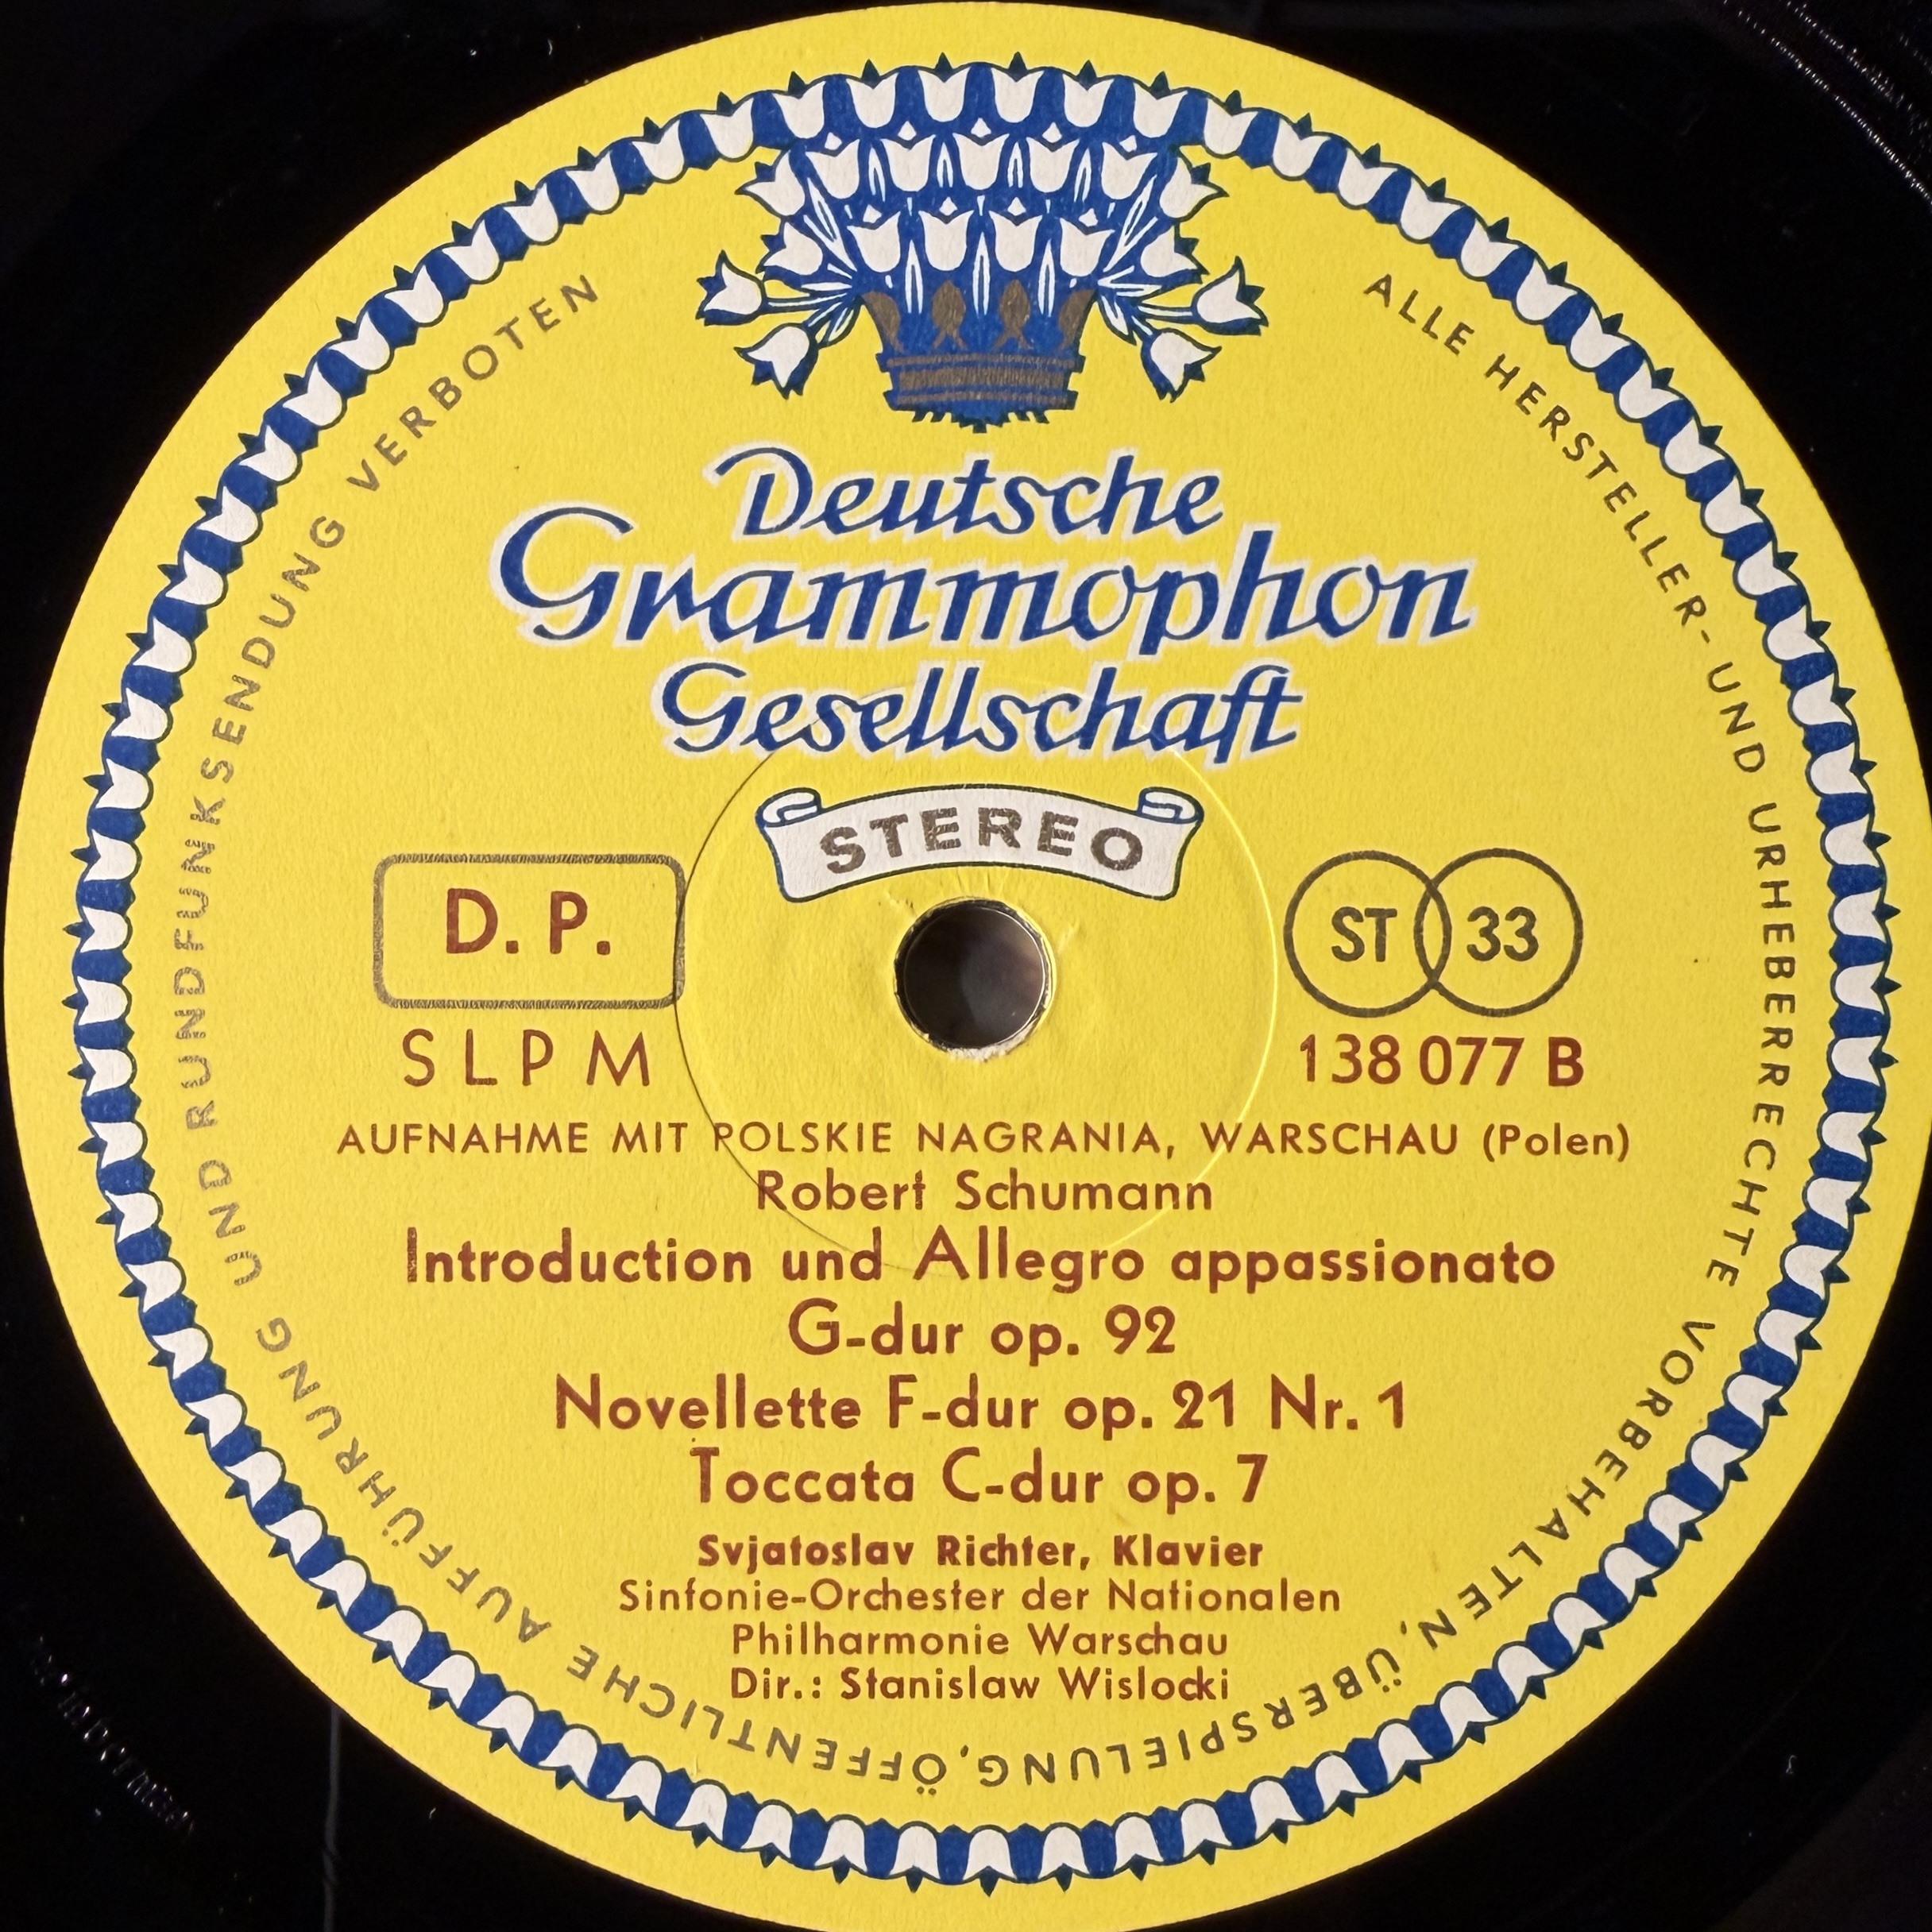 Deutsche
Grammophon
Gesellschaft
STEREO
D. P.
ST 33
SLPM
138 077 B
AUFNAHME MIT POLSKIE NAGRANIA, WARSCHAU (Polen)
Robert Schumann
Introduction und Allegro appassionato
G-dur op. 92
Novellette F-dur op. 21 Nr. 1
Toccata C-dur op. 7
Svjatoslav Richter, Klavier
Sinfonie-Orchester der Nationalen
Philharmonie Warschau
Dir.: Stanislaw Wislocki
ALLE HERSTELLER- UND URHEBERRECHTE VORBEHALTEN, ÜBERSPIELUNG, ÖFFENTLICHE AUFFÜHRUNG UND RUNDFUNKSENDUNG VERBOTEN